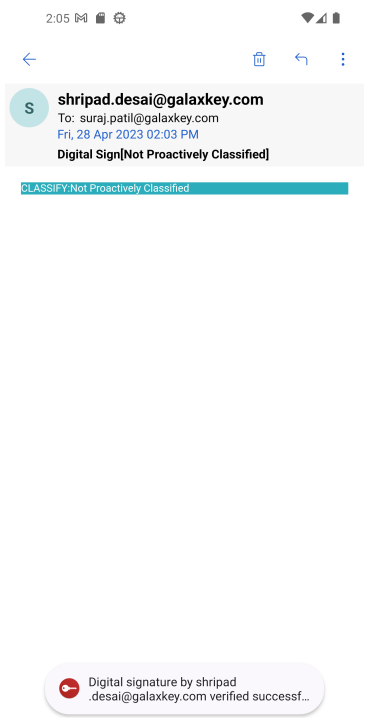 2:05
S
shripad.desai@galaxkey.com
To: suraj.patil@galaxkey.com
Fri, 28 Apr 2023 02:03 PM
Digital Sign[Not Proactively Classified]
CLASSIFY:Not Proactively Classified
Digital signature by shripad
.desai@galaxkey.com verified successf...